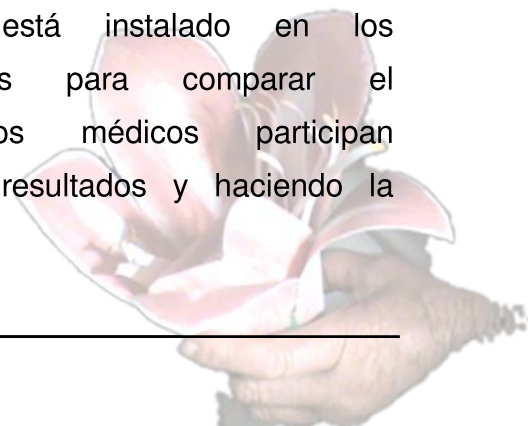 está instalado en los
s para comparar el
os médicos participan
resultados y haciendo la